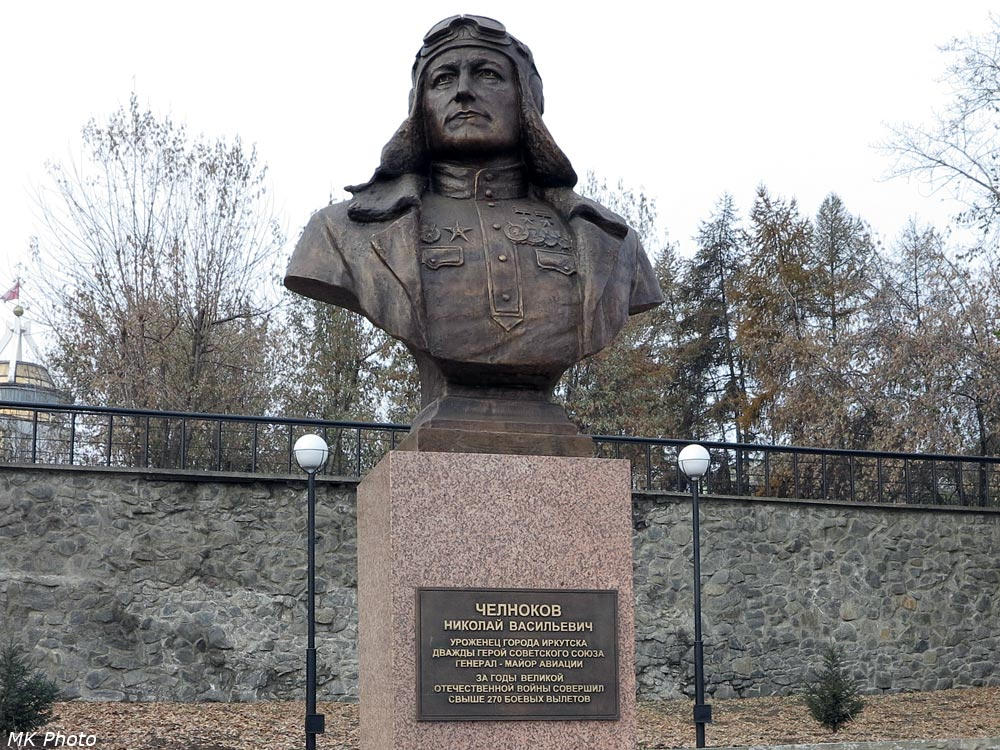 ЧЕЛНОКОВ
НИКОЛАЙ ВАСИЛЬЕВИЧ
УРОЖЕНЕЦ ГОРОДА ИРКУТСКА
ДВАЖДЫ ГЕРОЙ СОВЕТСКОГО СОЮЗА
ГЕНЕРАЛ - МАЙОР АВИАЦИИ
ЗА ГОДЫ ВЕЛИКОЙ
ОТЕЧЕСТВЕННОЙ ВОЙНЫ СОВЕРШИЛ
СВЫШЕ 270 БОЕВЫХ ВЫЛЕТОВ
MK Photo